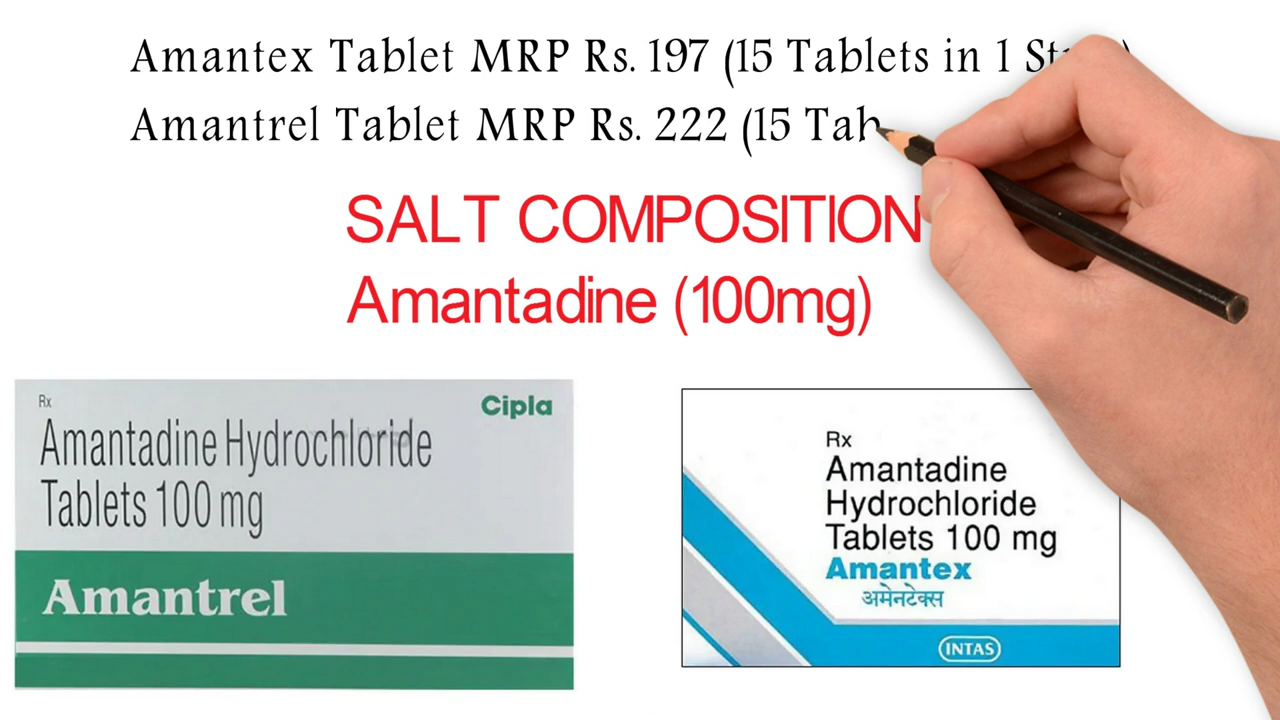 Amantex Tablet MRP Rs. 197 (15 Tablets in 1
Amantrel Tablet MRP Rs. 222 (15 Tab
SALT COMPOSITION
Amantadine (100mg)
Rx
Cipla
Amantadine Hydrochloride
Tablets 100 mg
Amantrel
Rx
Amantadine
Hydrochloride
Tablets 100 mg
Amantex
अमेनटेक्स
INTAS